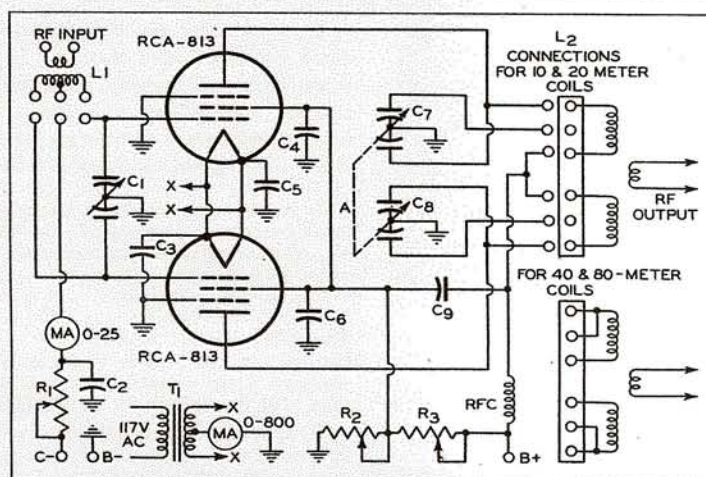 RF INPUT
L1
RCA-813
C4
C5
X
X
C1
C3
C6
RCA-813
MA
0-25
R1
C2
C-
B-
117V
AC
T1
X
MA
0-800
X
C7
A
C8
C9
R2
R3
RFC
B+
L2
CONNECTIONS
FOR 10 & 20 METER
COILS
RF
OUTPUT
FOR 40 & 80-METER
COILS